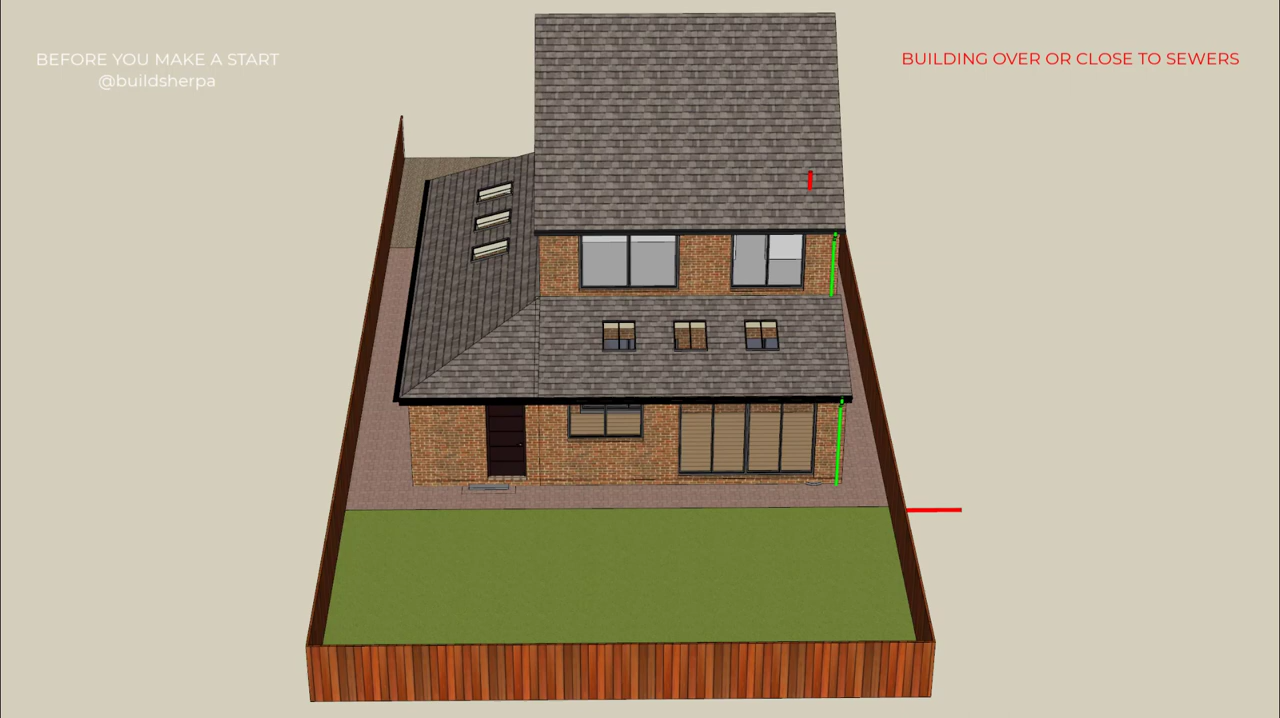 BEFORE YOU MAKE A START
@buildsherpa
BUILDING OVER OR CLOSE TO SEWERS